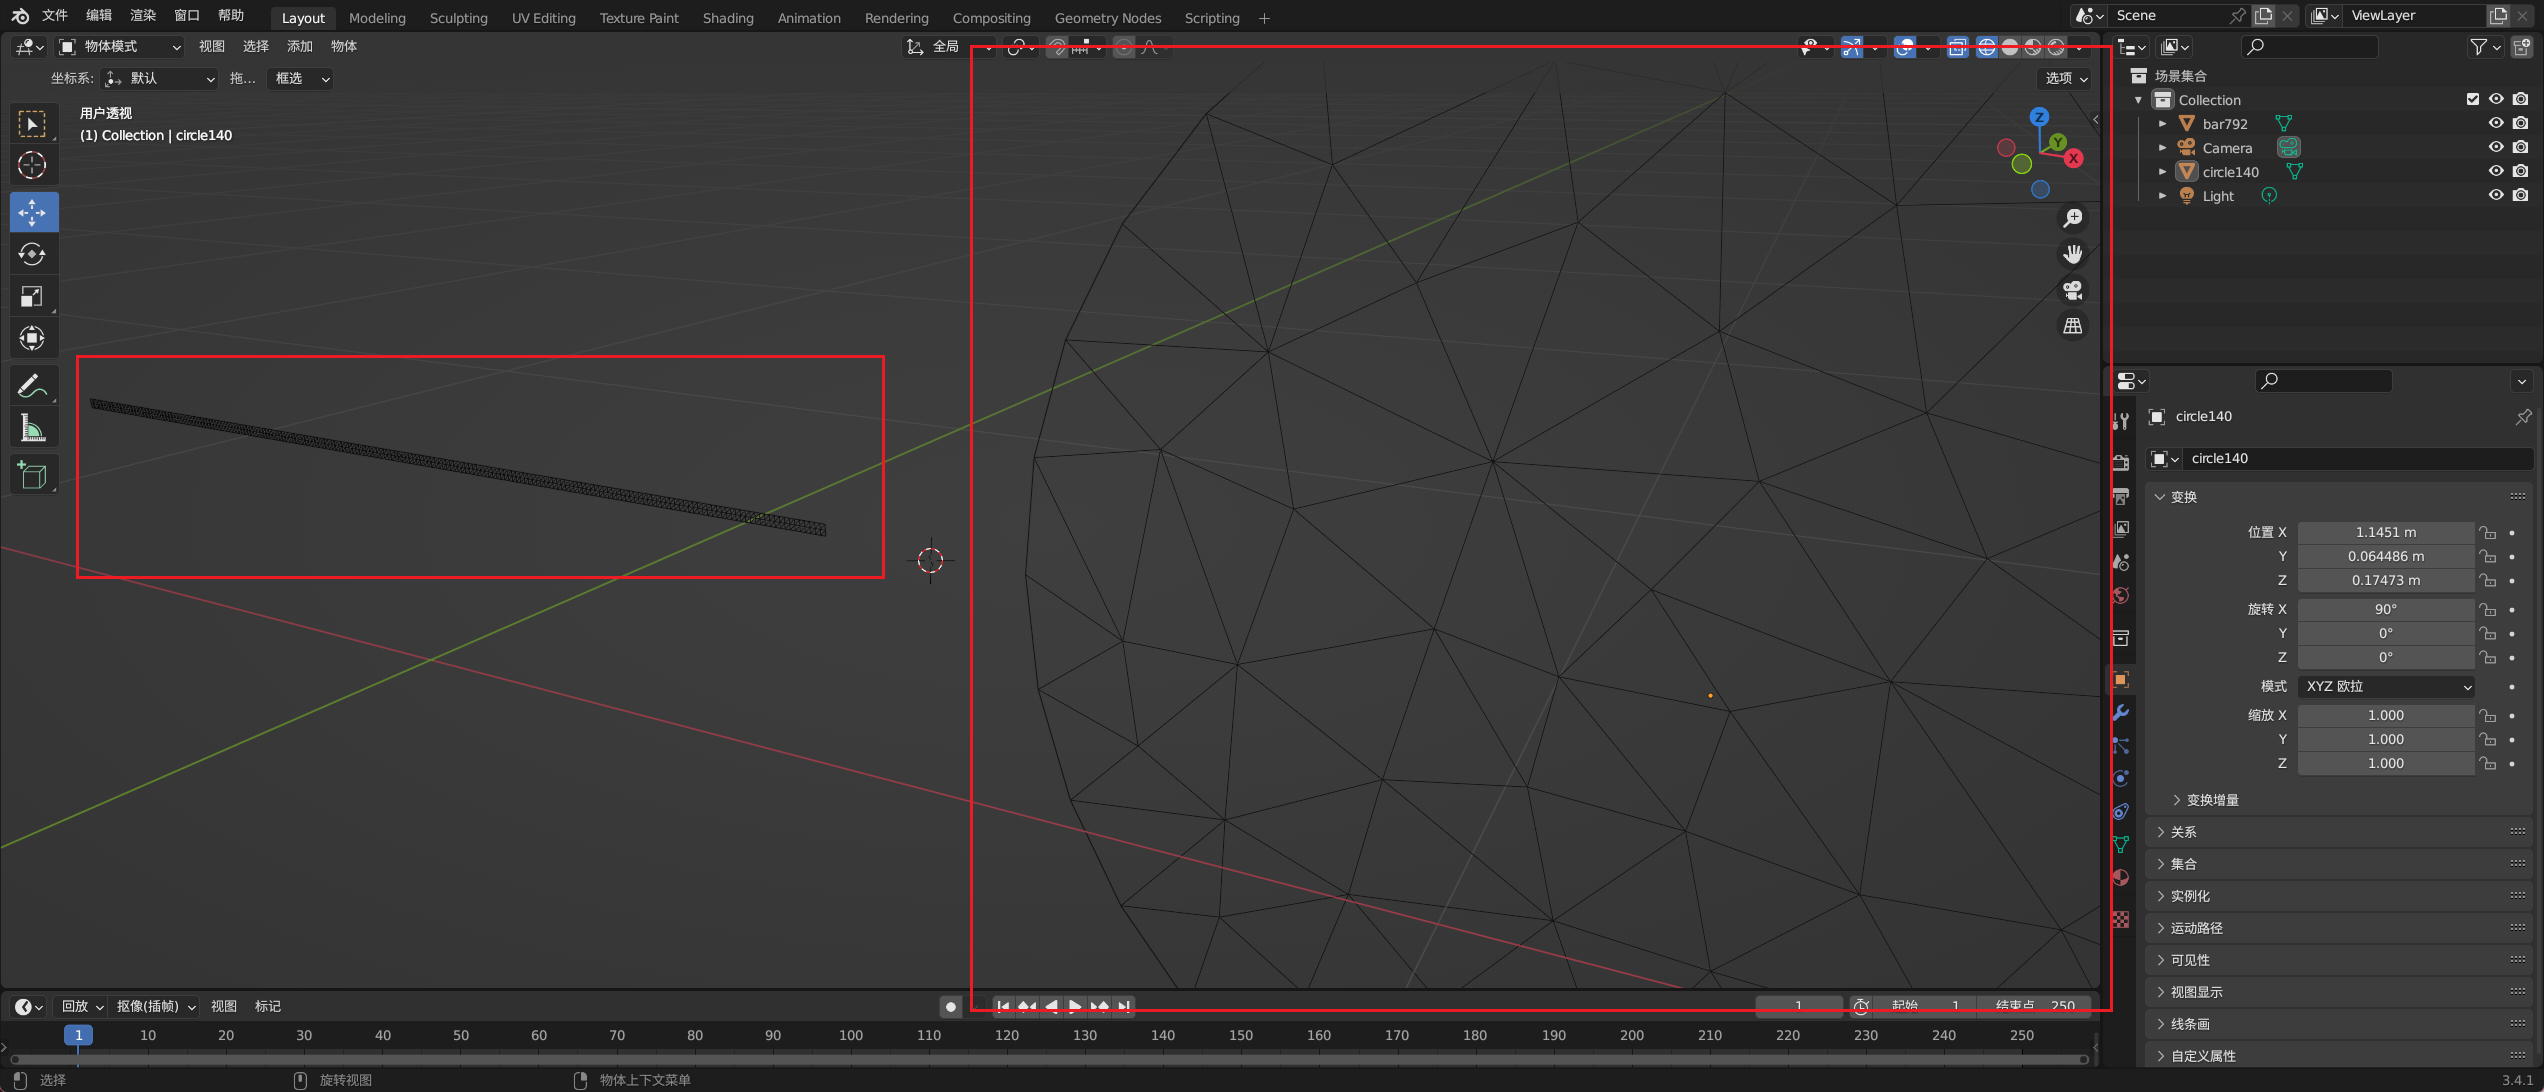 文件 编辑 渲染 窗口 帮助 Layout Modeling Sculpting UV Editing Texture Paint Shading Animation Rendering Compositing Geometry Nodes Scripting Scene ViewLayer
物体模式 视图 选择 添加 物体 全局
坐标系: 默认 拖... 框选 选项
用户透视
(1) Collection | circle140
Z
Y
X
场景集合
Collection
bar792
Camera
circle140
Light
circle140
circle140
变换
位置 X 1.1451 m
Y 0.064486 m
Z 0.17473 m
旋转 X 90°
Y 0°
Z 0°
模式 XYZ 欧拉
缩放 X 1.000
Y 1.000
Z 1.000
变换增量
关系
集合
实例化
运动路径
可见性
视图显示
线条画
自定义属性
回放 抠像(插帧) 视图 标记 1 起始 1 结束点 250
1 10 20 30 40 50 60 70 80 90 100 110 120 130 140 150 160 170 180 190 200 210 220 230 240 250
选择 旋转视图 物体上下文菜单 3.4.1